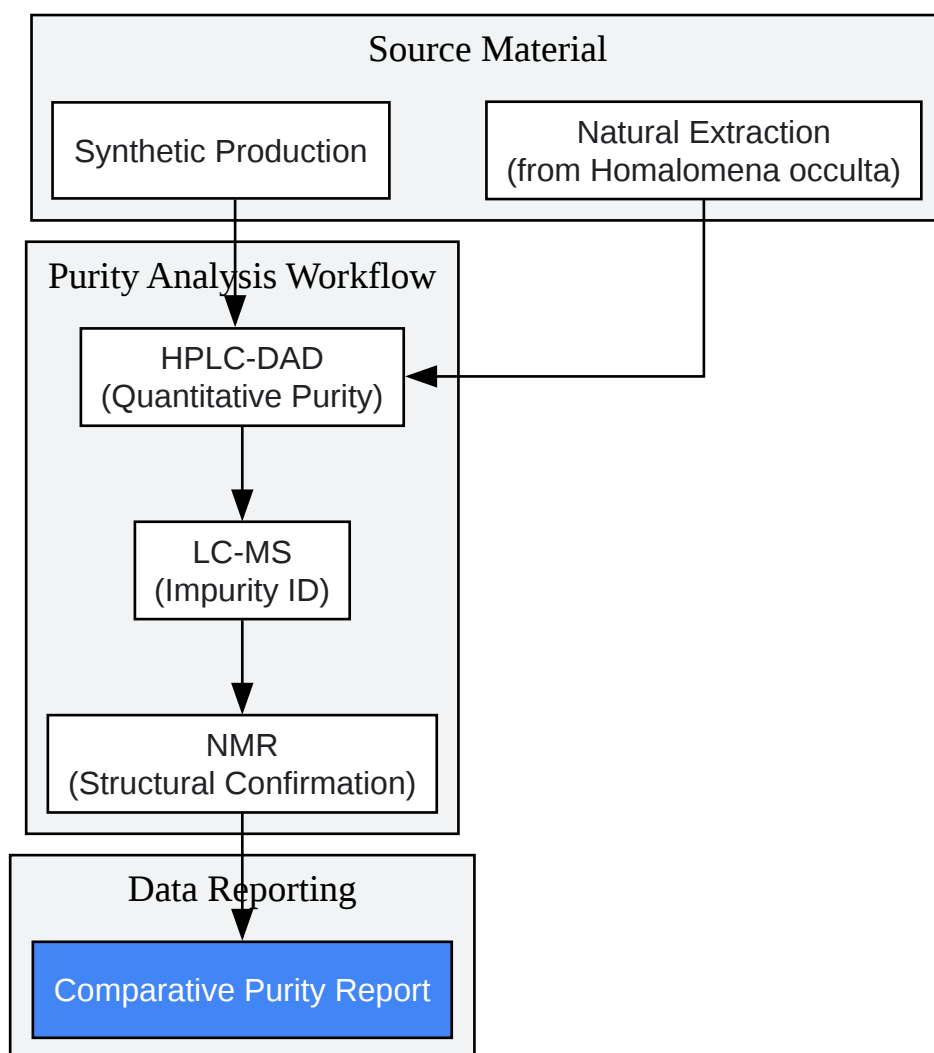 Source Material
Synthetic Production
Natural Extraction
(from Homalomena occulta)
Purity Analysis Workflow
HPLC-DAD
(Quantitative Purity)
LC-MS
(Impurity ID)
NMR
(Structural Confirmation)
Data Reporting
Comparative Purity Report